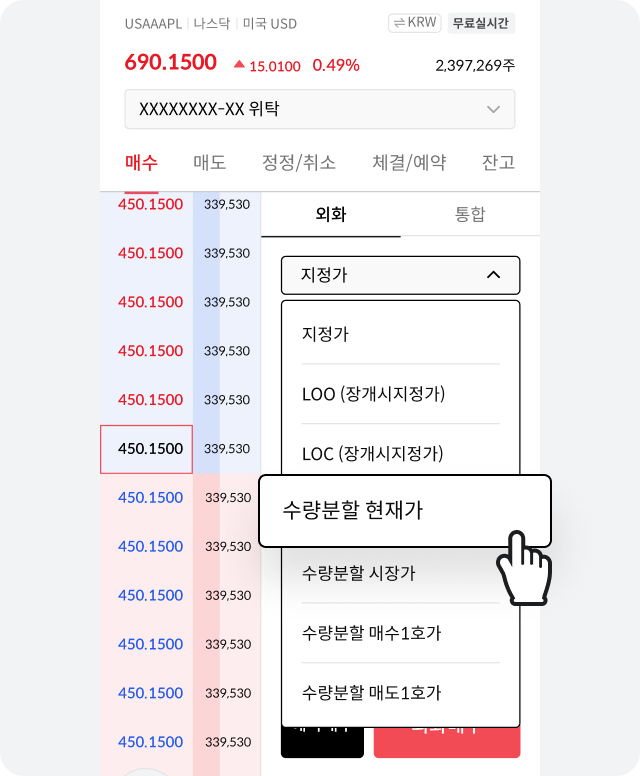 USAAAPL 나스닥 미국 USD KRW 무료실시간
690.1500 15.0100 0.49% 2,397,269주
XXXXXXXX-XX 위탁
매수 매도 정정/취소 체결/예약 잔고
450.1500 339,530
외화 통합
450.1500 339,530
지정가
450.1500 339,530
지정가
450.1500 339,530
LOO (장개시지정가)
450.1500 339,530
450.1500 339,530
LOC (장개시지정가)
450.1500 339,530
수량분할 현재가
450.1500 339,530
수량분할 시장가
450.1500 339,530
수량분할 매수1호가
450.1500 339,530
450.1500 339,530
수량분할 매도1호가
450.1500 339,530